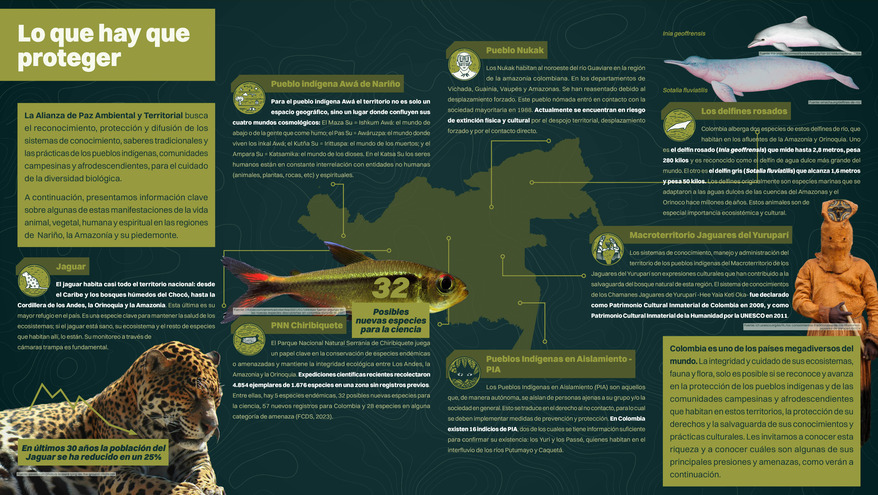 Lo que hay que
proteger
La Alianza de Paz Ambiental y Territorial busca
el reconocimiento, protección y difusión de los
sistemas de conocimiento, saberes tradicionales y
las prácticas de los pueblos indígenas, comunidades
campesinas y afrodescendientes, para el cuidado
de la diversidad biológica.
A continuación, presentamos información clave
sobre algunas de estas manifestaciones de la vida
animal, vegetal, humana y espiritual en las regiones
de Nariño, la Amazonía y su piedemonte.
Jaguar
El jaguar habita casi todo el territorio nacional: desde
el Caribe y los bosques húmedos del Chocó, hasta la
Cordillera de los Andes, la Orinoquia y la Amazonía. Esta última es su
mayor refugio en el país. Es una especie clave para mantener la salud de los
ecosistemas; si el jaguar está sano, su ecosistema y el resto de especies
que habitan allí, lo están. Su monitoreo a través de
cámaras trampa es fundamental.
En últimos 30 años la población del
Jaguar se ha reducido en un 25%
Pueblo indígena Awá de Nariño
Para el pueblo indígena Awá el territorio no es solo un
espacio geográfico, sino un lugar donde confluyen sus
cuatro mundos cosmológicos: El Maza Su = Ishkum Awá: el mundo de
abajo o de la gente que come humo; el Pas Su = Awáruzpa: el mundo donde
viven los inkal Awá; el Kutña Su = Irittuspa: el mundo de los muertos; y el
Ampara Su = Katsamika: el mundo de los dioses. En el Katsa Su los seres
humanos están en constante interrelación con entidades no humanas
(animales, plantas, rocas, etc) y espirituales.
32
Posibles
nuevas especies
para la ciencia
PNN Chiribiquete
El Parque Nacional Natural Serranía de Chiribiquete juega
un papel clave en la conservación de especies endémicas
o amenazadas y mantiene la integridad ecológica entre Los Andes, la
Amazonía y la Orinoquia. Expediciones científicas recientes recolectaron
4.854 ejemplares de 1.676 especies en una zona sin registros previos.
Entre ellas, hay 5 especies endémicas, 32 posibles nuevas especies para
la ciencia, 57 nuevos registros para Colombia y 28 especies en alguna
categoría de amenaza (FCDS, 2023).
Pueblo Nukak
Los Nukak habitan al noroeste del río Guaviare en la región
de la amazonía colombiana. En los departamentos de
Vichada, Guainía, Vaupés y Amazonas. Se han reasentado debido al
desplazamiento forzado. Este pueblo nómada entró en contacto con la
sociedad mayoritaria en 1988. Actualmente se encuentran en riesgo
de extinción física y cultural por el despojo territorial, desplazamiento
forzado y por el contacto directo.
Pueblos Indígenas en Aislamiento -
PIA
Los Pueblos Indígenas en Aislamiento (PIA) son aquellos
que, de manera autónoma, se aíslan de personas ajenas a su grupo y/o la
sociedad en general. Esto se traduce en el derecho al no contacto, para lo cual
se deben implementar medidas de prevención y protección. En Colombia
existen 16 indicios de PIA, dos de los cuales se tiene información suficiente
para confirmar su existencia: los Yuri y los Passé, quienes habitan en el
interfluvio de los ríos Putumayo y Caquetá.
Inia geoffrensis
Sotalia fluviatilis
Los delfines rosados
Colombia alberga dos especies de estos delfines de río, que
habitan en los afluentes de la Amazonía y Orinoquia. Uno
es el delfín rosado (Inia geoffrensis) que mide hasta 2,8 metros, pesa
280 kilos y es reconocido como el delfín de agua dulce más grande del
mundo. El otro es el delfín gris (Sotalia fluviatilis) que alcanza 1,6 metros
y pesa 50 kilos. Los delfines originalmente son especies marinas que se
adaptaron a las aguas dulces de las cuencas del Amazonas y el
Orinoco hace millones de años. Estos animales son de
especial importancia ecosistémica y cultural.
Macroterritorio Jaguares del Yuruparí
Los sistemas de conocimiento, manejo y administración del
territorio de los pueblos indígenas del Macroterritorio de los
Jaguares del Yuruparí son expresiones culturales que han contribuido a la
salvaguarda del bosque natural de esta región. El sistema de conocimientos
de los Chamanes Jaguares de Yuruparí -Hee Yaia Keti Oka- fue declarado
como Patrimonio Cultural Inmaterial de Colombia en 2009, y como
Patrimonio Cultural Inmaterial de la Humanidad por la UNESCO en 2011.
Colombia es uno de los países megadiversos del
mundo. La integridad y cuidado de sus ecosistemas,
fauna y flora, solo es posible si se reconoce y avanza
en la protección de los pueblos indígenas y de las
comunidades campesinas y afrodescendientes
que habitan en estos territorios, la protección de su
derechos y la salvaguarda de sus conocimientos y
prácticas culturales. Les invitamos a conocer esta
riqueza y a conocer cuáles son algunas de sus
principales presiones y amenazas, como verán a
continuación.